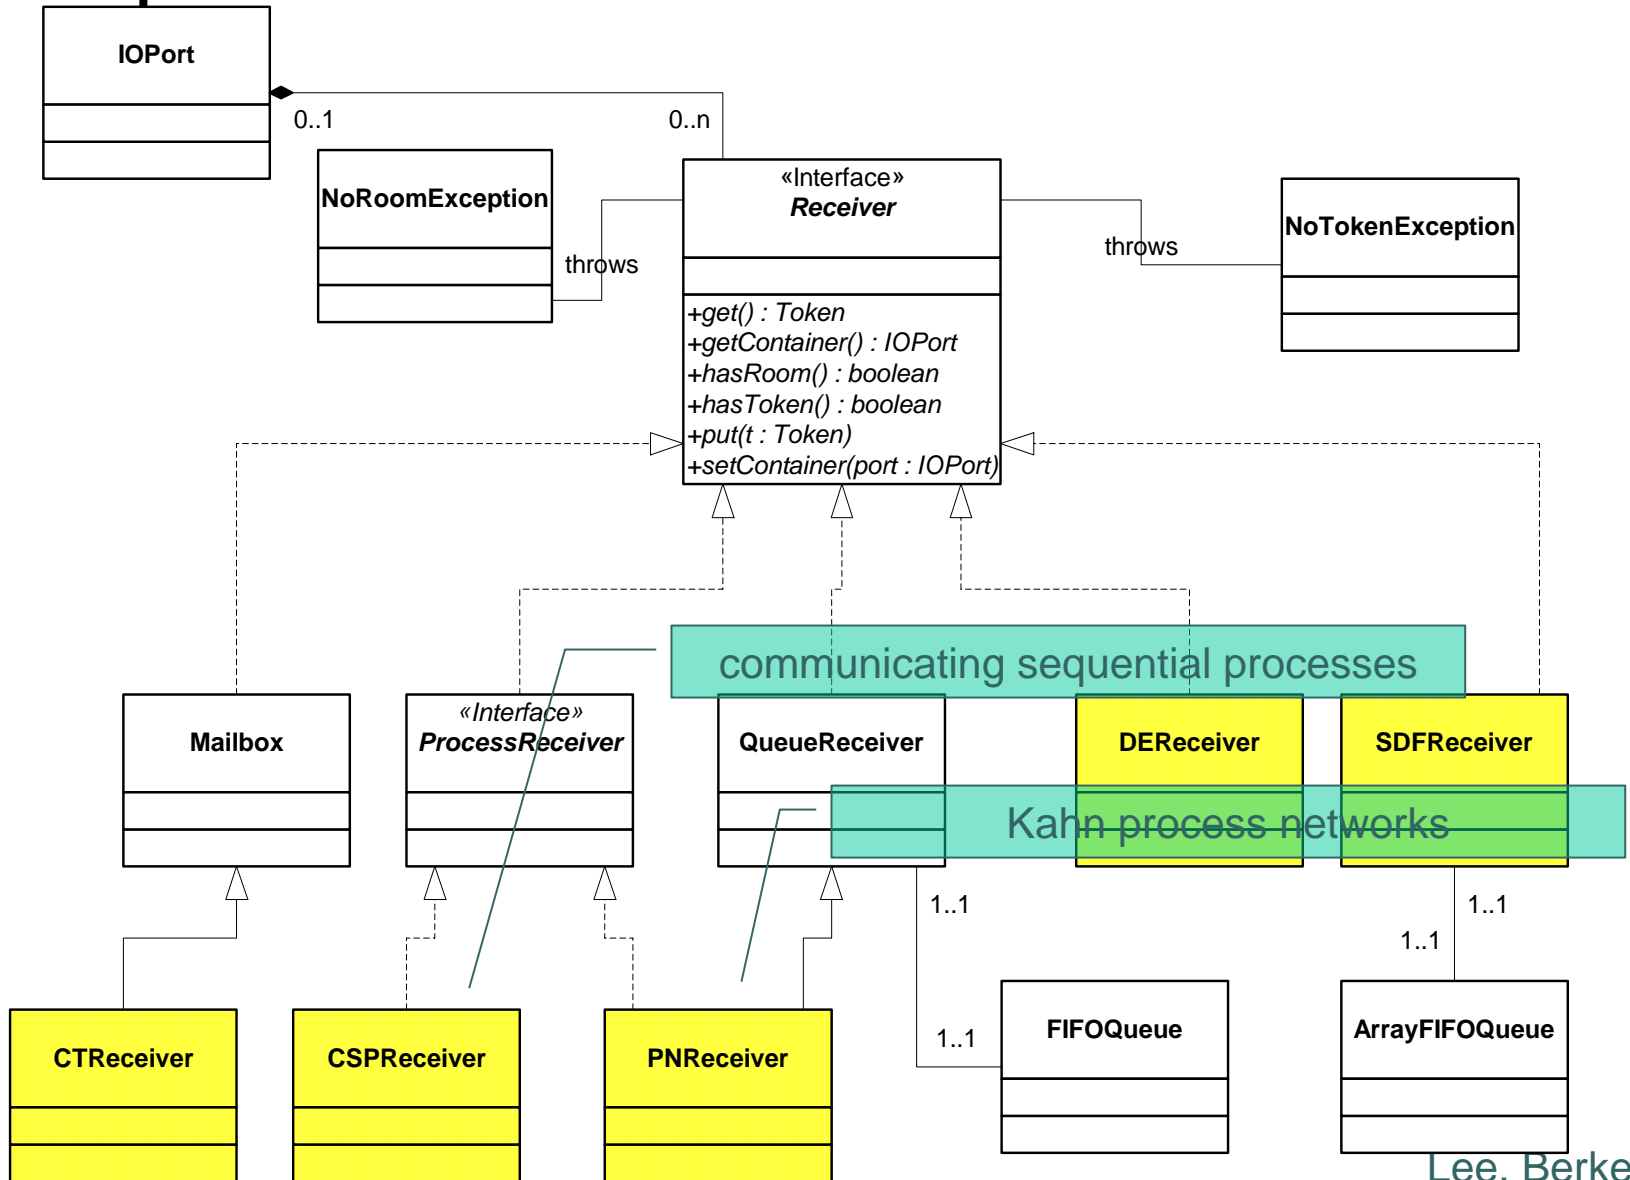 IOPort
0..1
0..n
NoRoomException
throws
«Interface»
Receiver
throws
NoTokenException
+get() : Token
+getContainer() : IOPort
+hasRoom() : boolean
+hasToken() : boolean
+put(t : Token)
+setContainer(port : IOPort)
communicating sequential processes
Mailbox
«Interface»
ProcessReceiver
QueueReceiver
DEReceiver
SDFReceiver
Kahn process networks
1..1
1..1
1..1
1..1
CTReceiver
CSPReceiver
PNReceiver
FIFOQueue
ArrayFIFOQueue
Lee, Berke